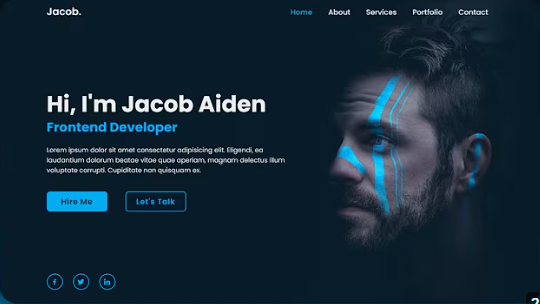 Jacob.
Home About Services Portfolio Contact
Hi, I'm Jacob Aiden
Frontend Developer
Lorem ipsum dolor sit amet consectetur adipisicing elit. Eligendi, ea
laudantium dolorum beatae vitae quae aperiam, magnam delectus illum
voluptate corrupti. Cupiditate non quisquam ex.
Hire Me Let's Talk